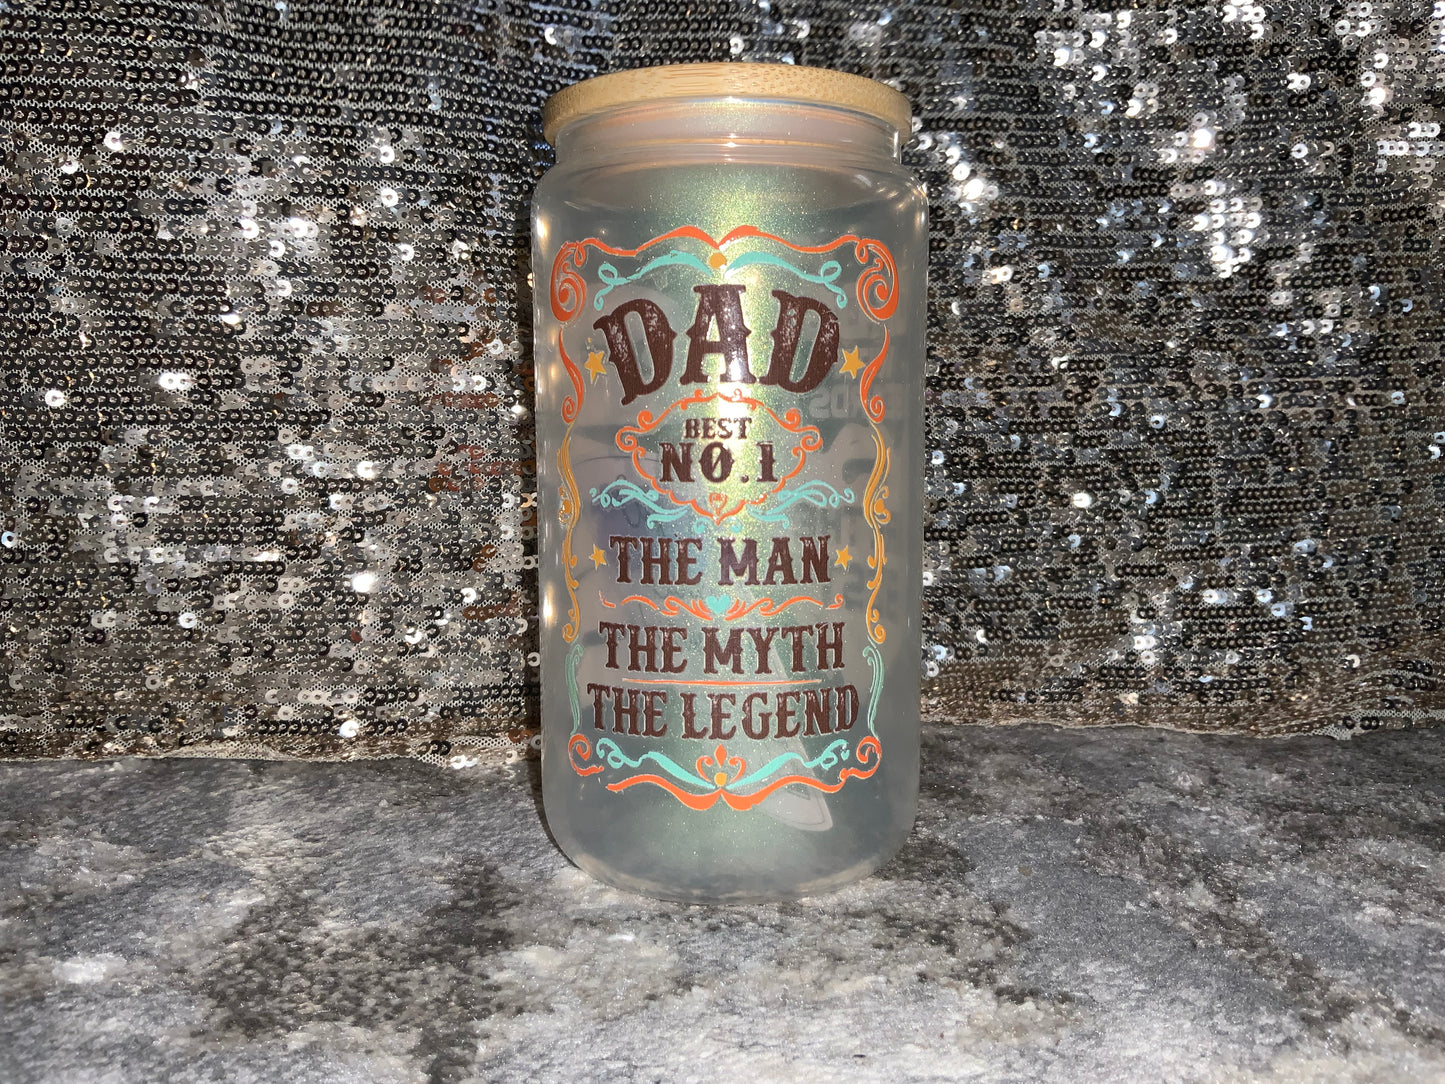 DAD
BEST
NO.1
THE MAN
THE MYTH
THE LEGEND